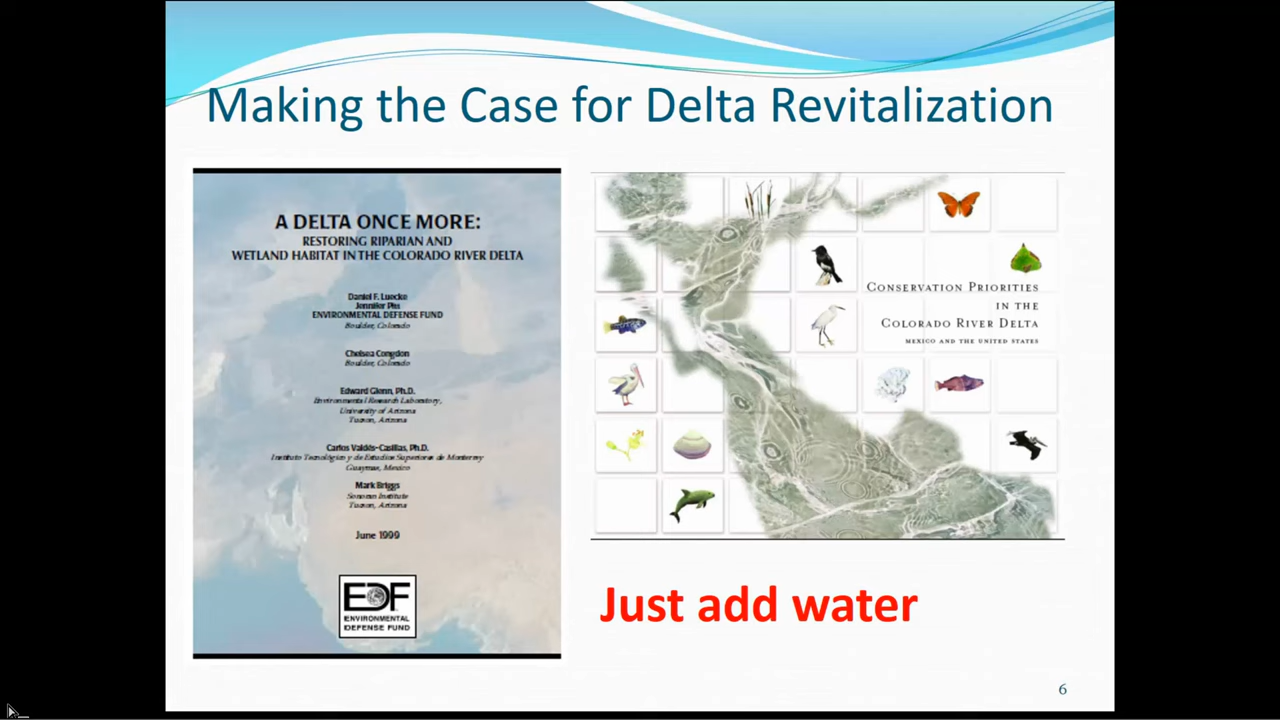 Making the Case for Delta Revitalization
A DELTA ONCE MORE:
RESTORING RIPARIAN AND
WETLAND HABITAT IN THE COLORADO RIVER DELTA
Daniel F. Luecke
Jennifer Pitt
ENVIRONMENTAL DEFENSE FUND
Boulder, Colorado
Chelsea Congdon
Boulder, Colorado
Edward Glenn, Ph.D.
Environmental Research Laboratory,
University of Arizona
Tucson, Arizona
Carlos Valdés-Casillas, Ph.D.
Instituto Tecnológico y de Estudios Superiores de Monterrey
Guaymas, Mexico
Mark Briggs
Sonoran Institute
Tucson, Arizona
June 1999
EDF
ENVIRONMENTAL
DEFENSE FUND
CONSERVATION PRIORITIES
IN THE
COLORADO RIVER DELTA
MEXICO AND THE UNITED STATES
Just add water
6